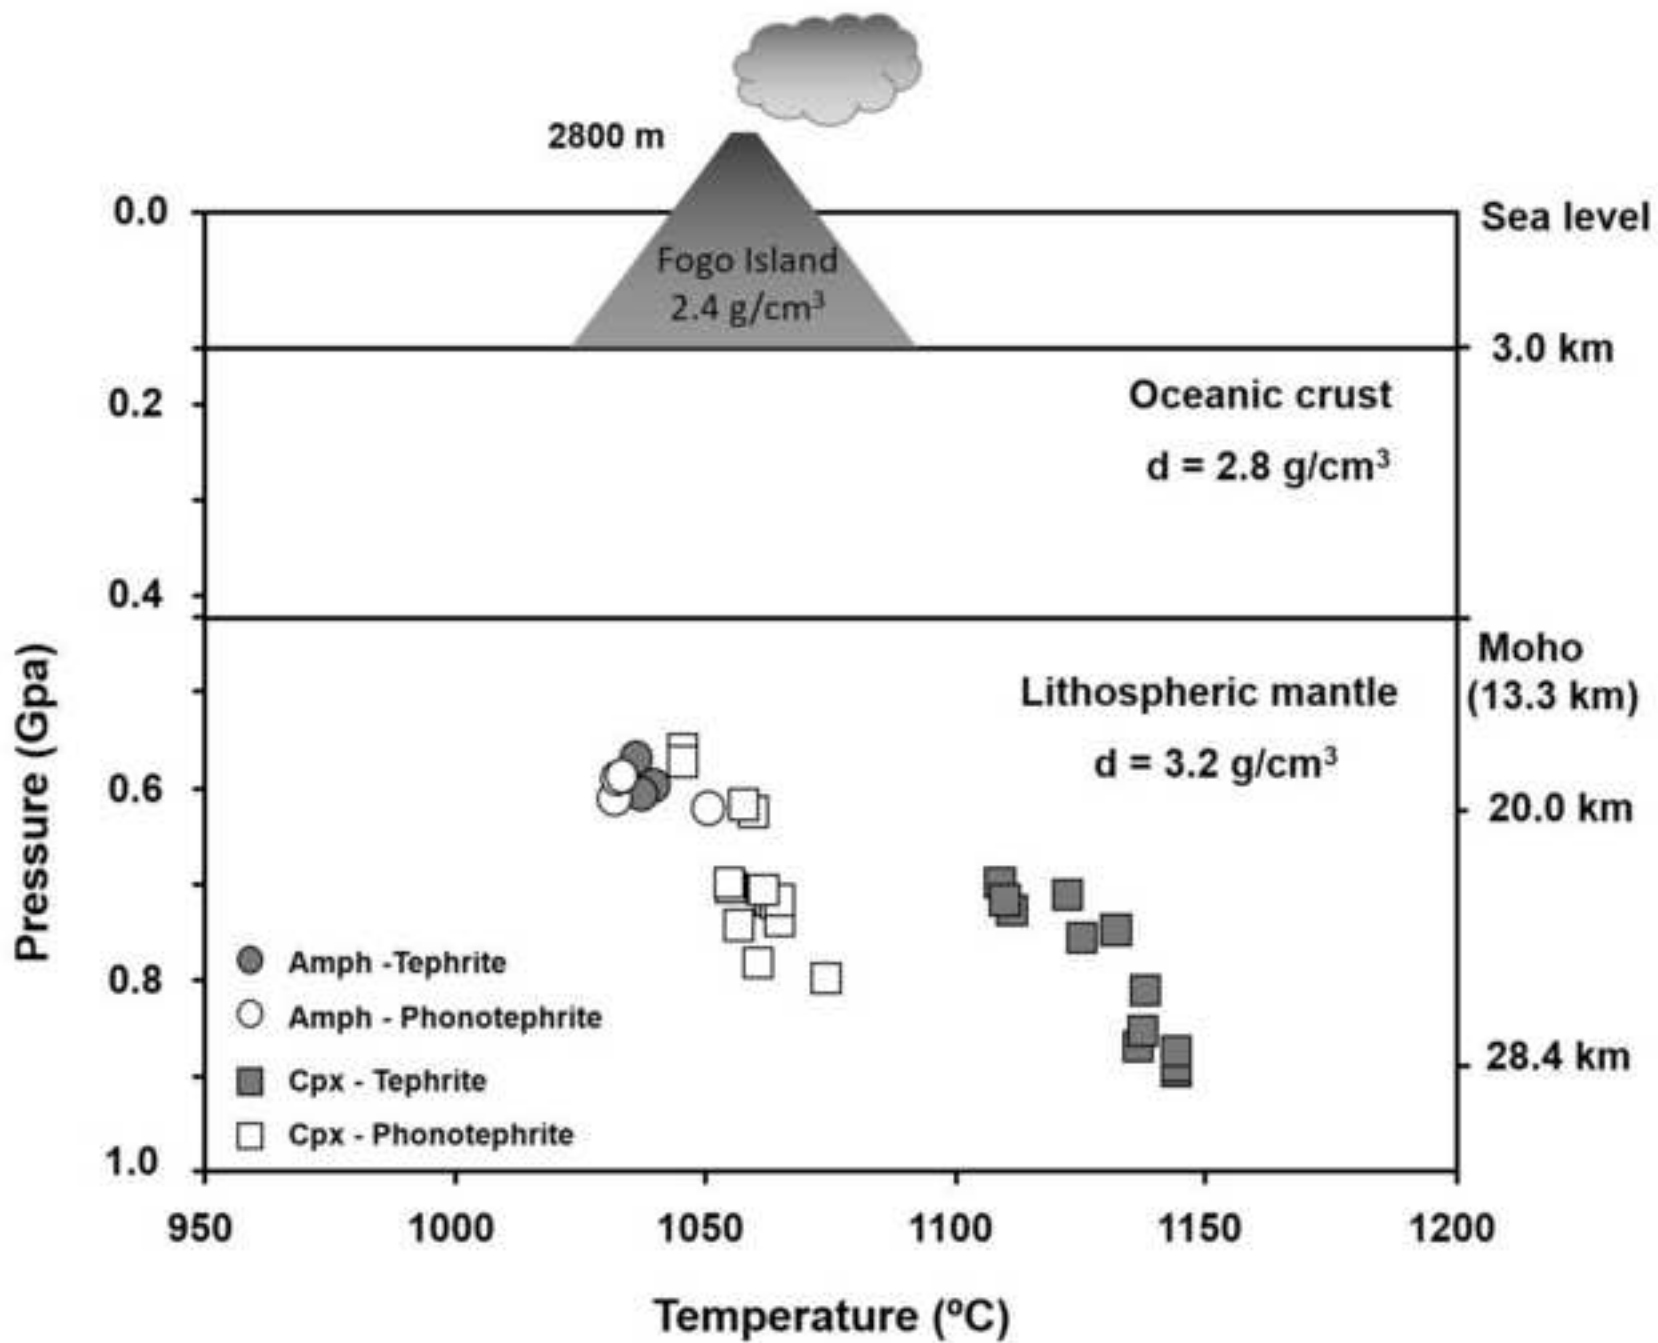 2800 m
0.0
Sea level
Fogo Island
2.4 g/cm³
3.0 km
0.2
Oceanic crust
d = 2.8 g/cm³
0.4
Moho
(13.3 km)
Lithospheric mantle
d = 3.2 g/cm³
0.6
20.0 km
Pressure (Gpa)
Amph -Tephrite
0.8
Amph - Phonotephrite
28.4 km
Cpx - Tephrite
Cpx - Phonotephrite
1.0
950 1000 1050 1100 1150 1200
Temperature (ºC)